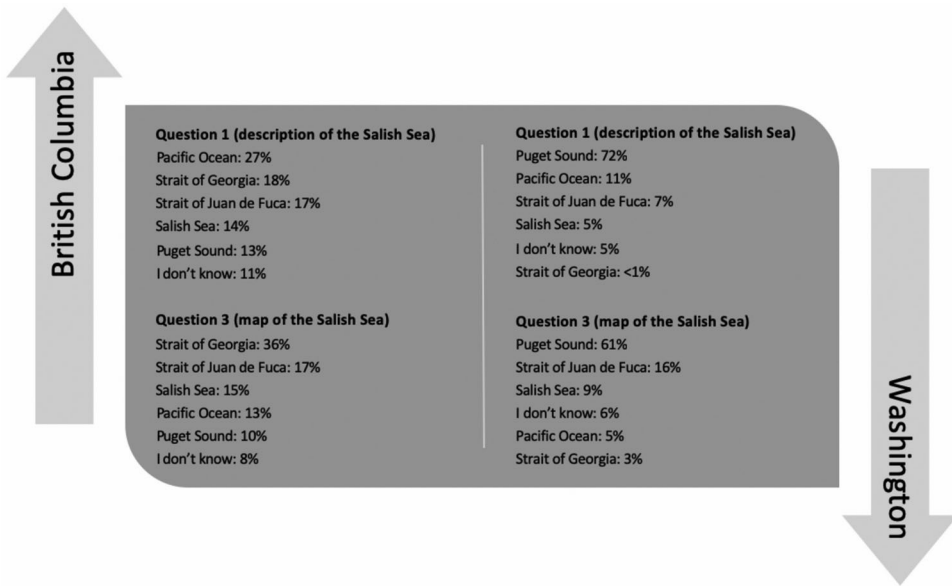 British Columbia
Question 1 (description of the Salish Sea)
Pacific Ocean: 27%
Strait of Georgia: 18%
Strait of Juan de Fuca: 17%
Salish Sea: 14%
Puget Sound: 13%
I don't know: 11%
Question 3 (map of the Salish Sea)
Strait of Georgia: 36%
Strait of Juan de Fuca: 17%
Salish Sea: 15%
Pacific Ocean: 13%
Puget Sound: 10%
I don't know: 8%
Question 1 (description of the Salish Sea)
Puget Sound: 72%
Pacific Ocean: 11%
Strait of Juan de Fuca: 7%
Salish Sea: 5%
I don't know: 5%
Strait of Georgia: <1%
Question 3 (map of the Salish Sea)
Puget Sound: 61%
Strait of Juan de Fuca: 16%
Salish Sea: 9%
I don't know: 6%
Pacific Ocean: 5%
Strait of Georgia: 3%
Washington